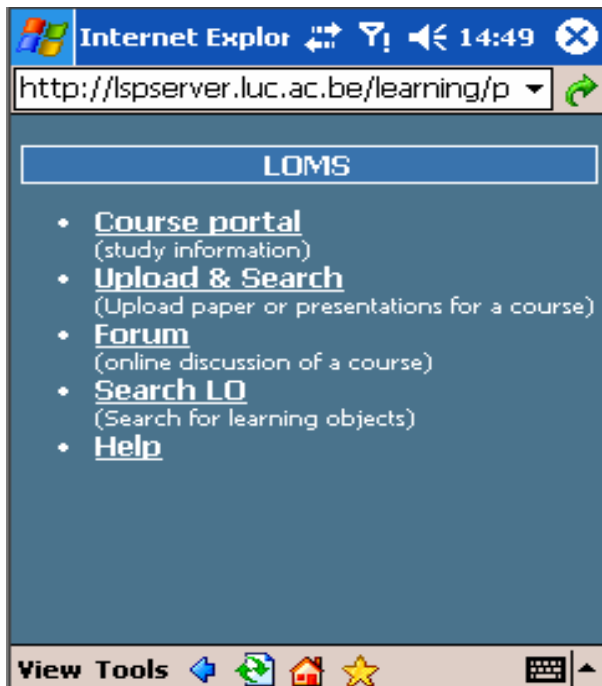 Internet Explor 14:49
http://lspserver.luc.ac.be/learning/p
LOMS
• Course portal
(study information)
• Upload & Search
(Upload paper or presentations for a course)
• Forum
(online discussion of a course)
• Search LO
(Search for learning objects)
• Help
View Tools